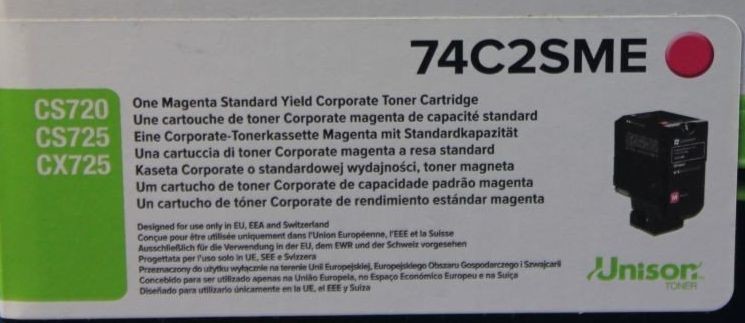 74C2SME
CS720
CS725
CX725
One Magenta Standard Yield Corporate Toner Cartridge
Une cartouche de toner Corporate magenta de capacité standard
Eine Corporate-Tonerkassette Magenta mit Standardkapazität
Una cartuccia di toner Corporate magenta a resa standard
Kaseta Corporate o standardowej wydajności, toner magneta
Um cartucho de toner Corporate de capacidade padrão magenta
Un cartucho de tóner Corporate de rendimiento estándar magenta
Designed for use only in EU, EEA and Switzerland
Conçue pour être utilisée uniquement dans l'Union Européenne, l'EEE et la Suisse
Ausschließlich für die Verwendung in der EU, dem EWR und der Schweiz vorgesehen
Progettata per l'uso solo in UE, SEE e Svizzera
Przeznaczony do użytku wyłącznie na terenie Unii Europejskiej, Europejskiego Obszaru Gospodarczego i Szwajcarii
Concebido para ser utilizado apenas na União Europeia, no Espaço Económico Europeu e na Suíça
Diseñado para utilizarlo únicamente en la UE, el EEE y Suiza
Unison
TONER